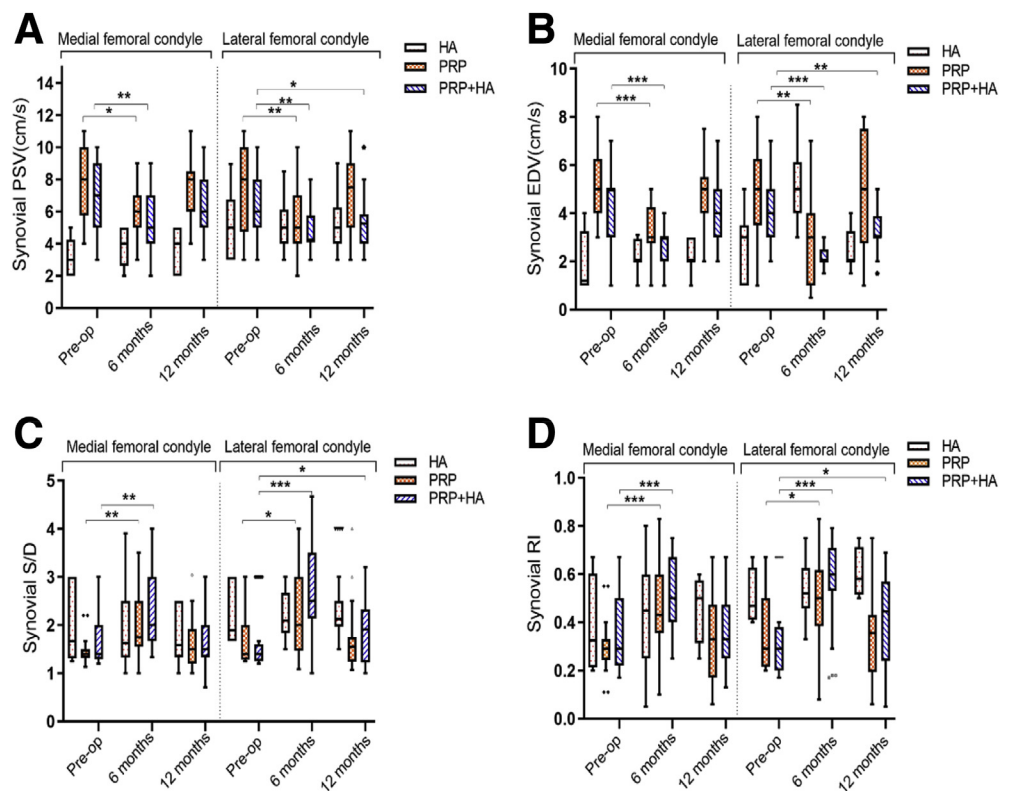 A
Medial femoral condyle Lateral femoral condyle
HA
PRP
PRP+HA
Synovial PSV(cm/s)
14
12
10
8
6
4
2
0
** * * ** **
Pre-op 6 months 12 months Pre-op 6 months 12 months
B
Medial femoral condyle Lateral femoral condyle
HA
PRP
PRP+HA
Synovial EDV(cm/s)
10
8
6
4
2
0
*** *** ** *** **
Pre-op 6 months 12 months Pre-op 6 months 12 months
C
Medial femoral condyle Lateral femoral condyle
HA
PRP
PRP+HA
Synovial S/D
5
4
3
2
1
0
** ** * *** *
Pre-op 6 months 12 months Pre-op 6 months 12 months
D
Medial femoral condyle Lateral femoral condyle
HA
PRP
PRP+HA
Synovial RI
1.0
0.8
0.6
0.4
0.2
0.0
*** *** * *** *
Pre-op 6 months 12 months Pre-op 6 months 12 months